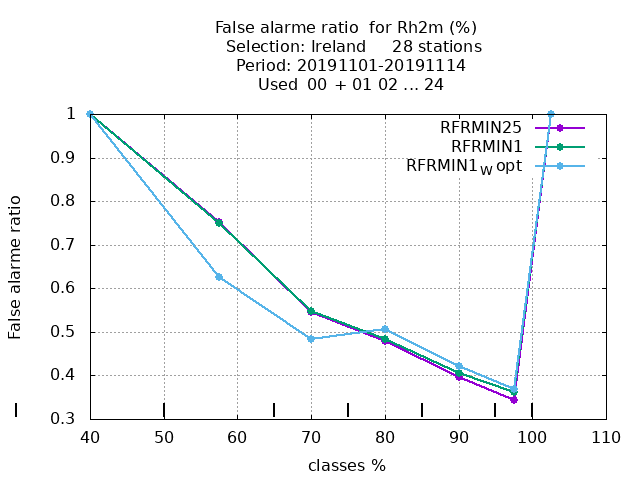 False alarme ratio for Rh2m (%)
Selection: Ireland 28 stations
Period: 20191101-20191114
Used 00 + 01 02 ... 24
RFRMIN25
RFRMIN1
RFRMIN1W opt
False alarme ratio
1
0.9
0.8
0.7
0.6
0.5
0.4
0.3
40 50 60 70 80 90 100 110
classes %